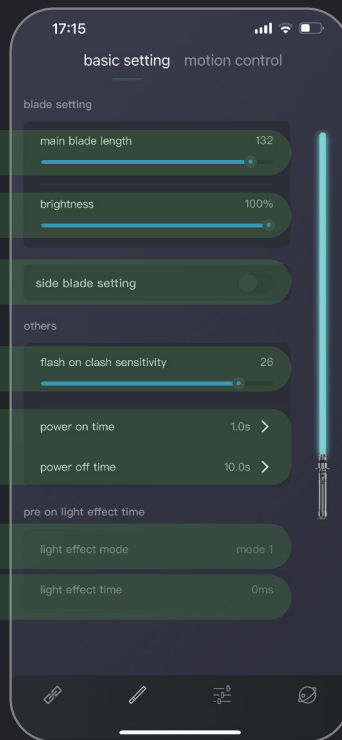 17:15
basic setting motion control
blade setting
main blade length 132
brightness 100%
side blade setting
others
flash on clash sensitivity 26
power on time 1.0s
power off time 10.0s
pre on light effect time
light effect mode mode 1
light effect time 0ms